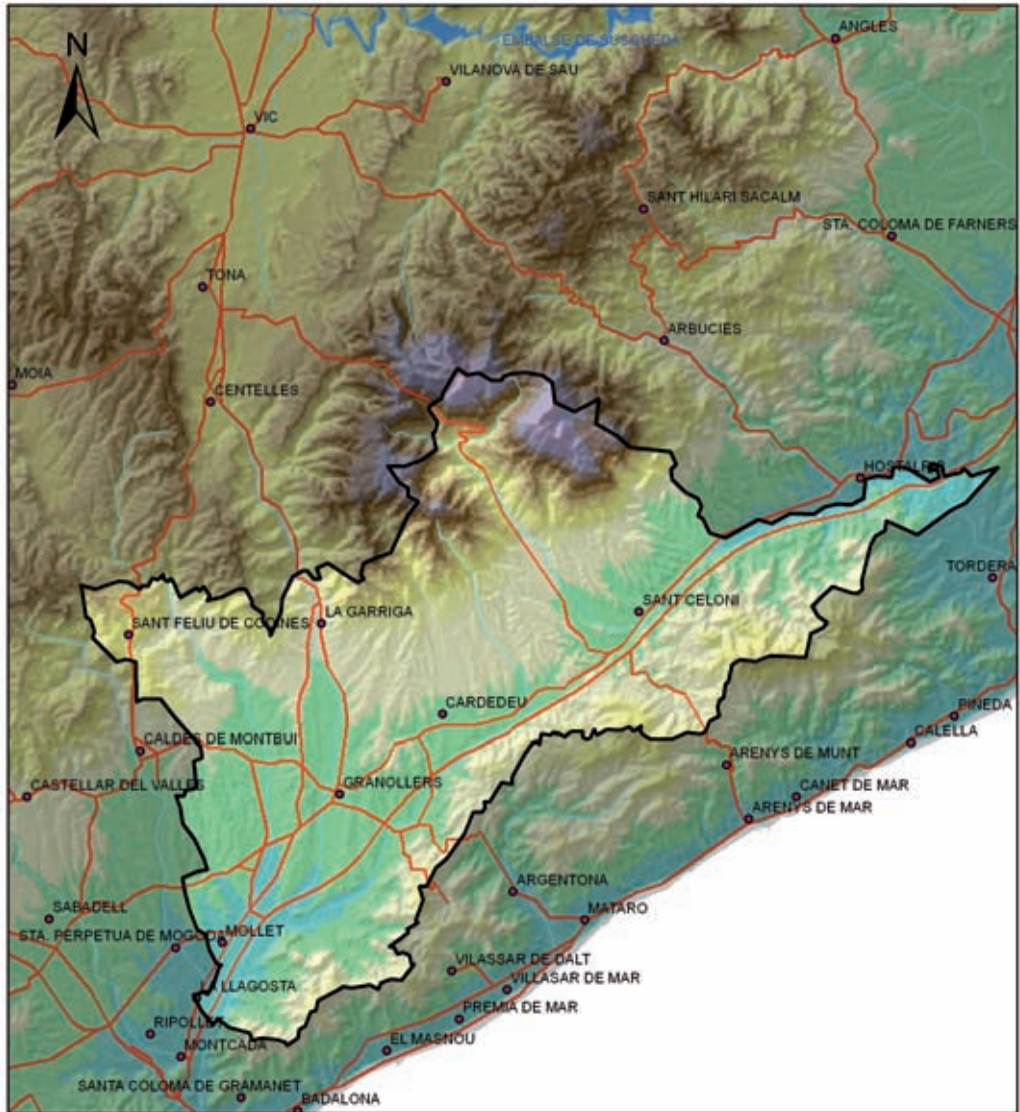 ANGLES
EMBALSE DE SUSQUEDA
N
VILANOVA DE SAU
VIC
SANT HILARI SACALM
STA. COLOMA DE FARNERS
TONA
ARBUCIES
MOIA
CENTELLES
HOSTALRIC
TORDERA
SANT CELONI
SANT FELIU DE CODINES
LA GARRIGA
CARDEDEU
PINEDA
CALELLA
CALDES DE MONTBUI
ARENYS DE MUNT
CASTELLAR DEL VALLES
GRANOLLERS
CANET DE MAR
ARENYS DE MAR
ARGENTONA
SABADELL
MATARO
STA. PERPETUA DE MOGODA
MOLLET
VILASSAR DE DALT
VILLASAR DE MAR
LA LLAGOSTA
PREMIA DE MAR
RIPOLLET
MONTCADA
EL MASNOU
SANTA COLOMA DE GRAMANET
BADALONA